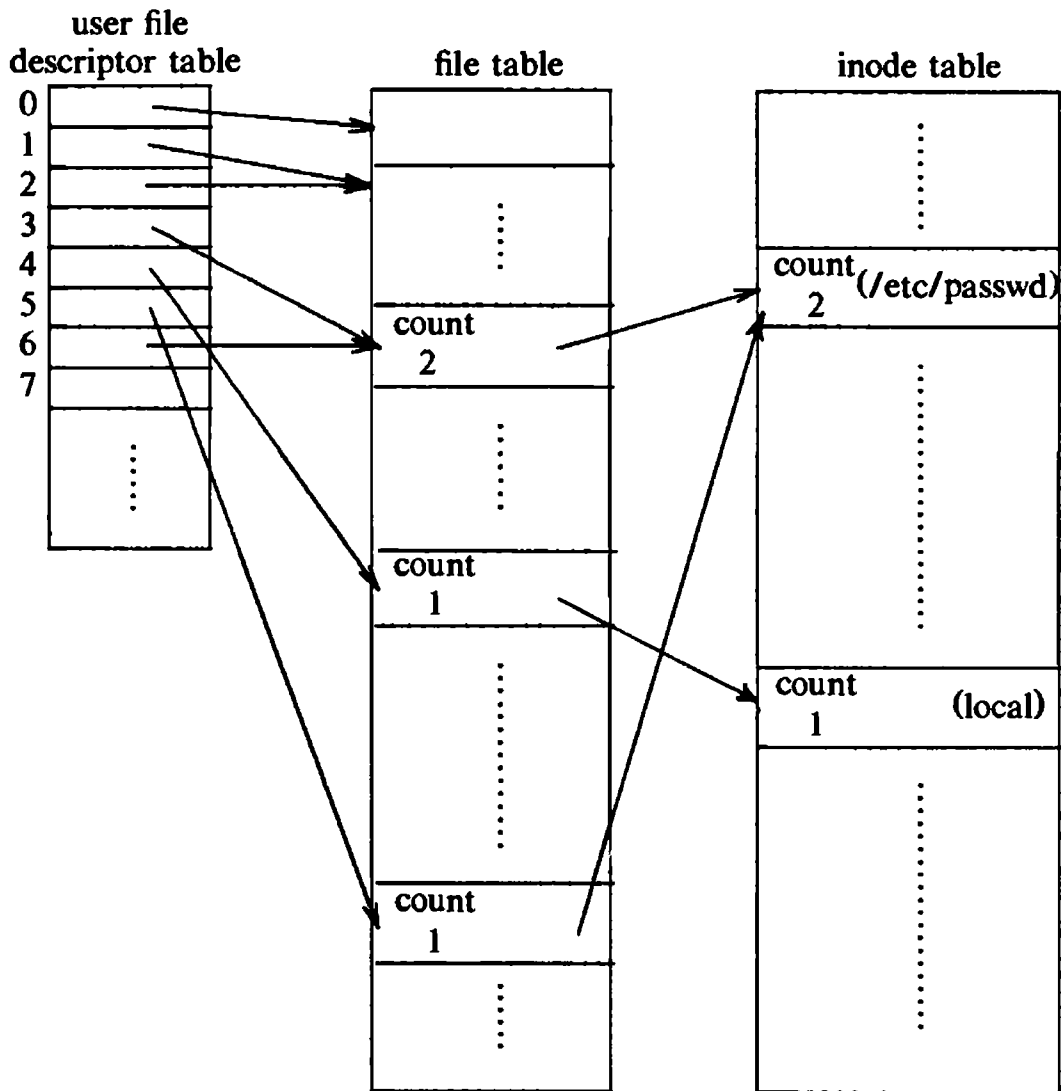 user file
descriptor table
0
1
2
3
4
5
6
7
file table
count
2
count
1
count
1
inode table
count (/etc/passwd)
2
count
1 (local)